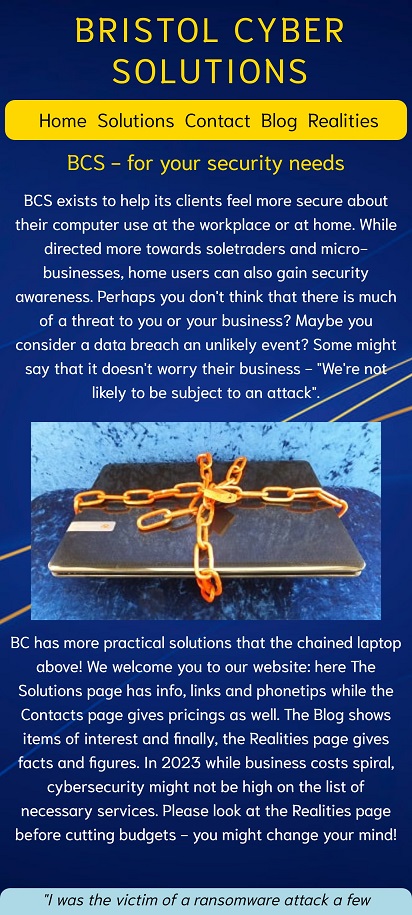 BRISTOL CYBER
SOLUTIONS
Home Solutions Contact Blog Realities
BCS - for your security needs
BCS exists to help its clients feel more secure about
their computer use at the workplace or at home. While
directed more towards soletraders and micro-
businesses, home users can also gain security
awareness. Perhaps you don't think that there is much
of a threat to you or your business? Maybe you
consider a data breach an unlikely event? Some might
say that it doesn't worry their business - "We're not
likely to be subject to an attack".
BC has more practical solutions that the chained laptop
above! We welcome you to our website: here The
Solutions page has info, links and phonetips while the
Contacts page gives pricings as well. The Blog shows
items of interest and finally, the Realities page gives
facts and figures. In 2023 while business costs spiral,
cybersecurity might not be high on the list of
necessary services. Please look at the Realities page
before cutting budgets - you might change your mind!
"I was the victim of a ransomware attack a few